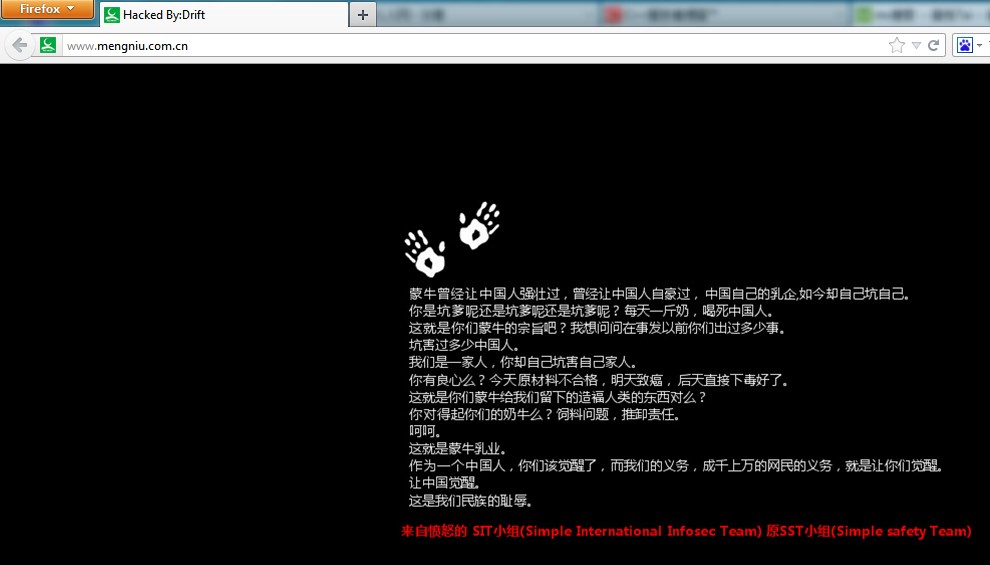 Firefox
Hacked By:Drift
www.mengniu.com.cn
蒙牛曾经让中国人强壮过，曾经让中国人自豪过， 中国自己的乳企,如今却自己坑自己。
你是坑爹呢还是坑爹呢还是坑爹呢？每天一斤奶，喝死中国人。
这就是你们蒙牛的宗旨吧？我想问问在事发以前你们出过多少事。
坑害过多少中国人。
我们是一家人，你却自己坑害自己家人。
你有良心么？今天原材料不合格，明天致癌， 后天直接下毒好了。
这就是你们蒙牛给我们留下的造福人类的东西对么？
你对得起你们的奶牛么？饲料问题，推卸责任。
呵呵。
这就是蒙牛乳业。
作为一个中国人，你们该觉醒了，而我们的义务，成千上万的网民的义务，就是让你们觉醒。
让中国觉醒。
这是我们民族的耻辱。
来自愤怒的 SIT小组(Simple International Infosec Team) 原SST小组(Simple safety Team)